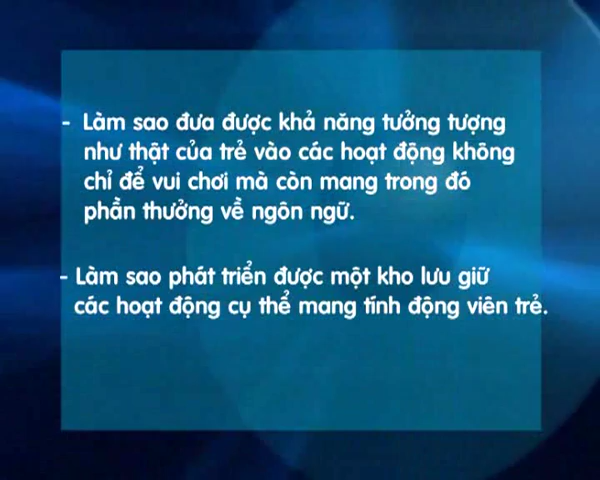 - Làm sao đưa được khả năng tưởng tượng
như thật của trẻ vào các hoạt động không
chỉ để vui chơi mà còn mang trong đó
phần thưởng về ngôn ngữ.
- Làm sao phát triển được một kho lưu giữ
các hoạt động cụ thể mang tính động viên trẻ.